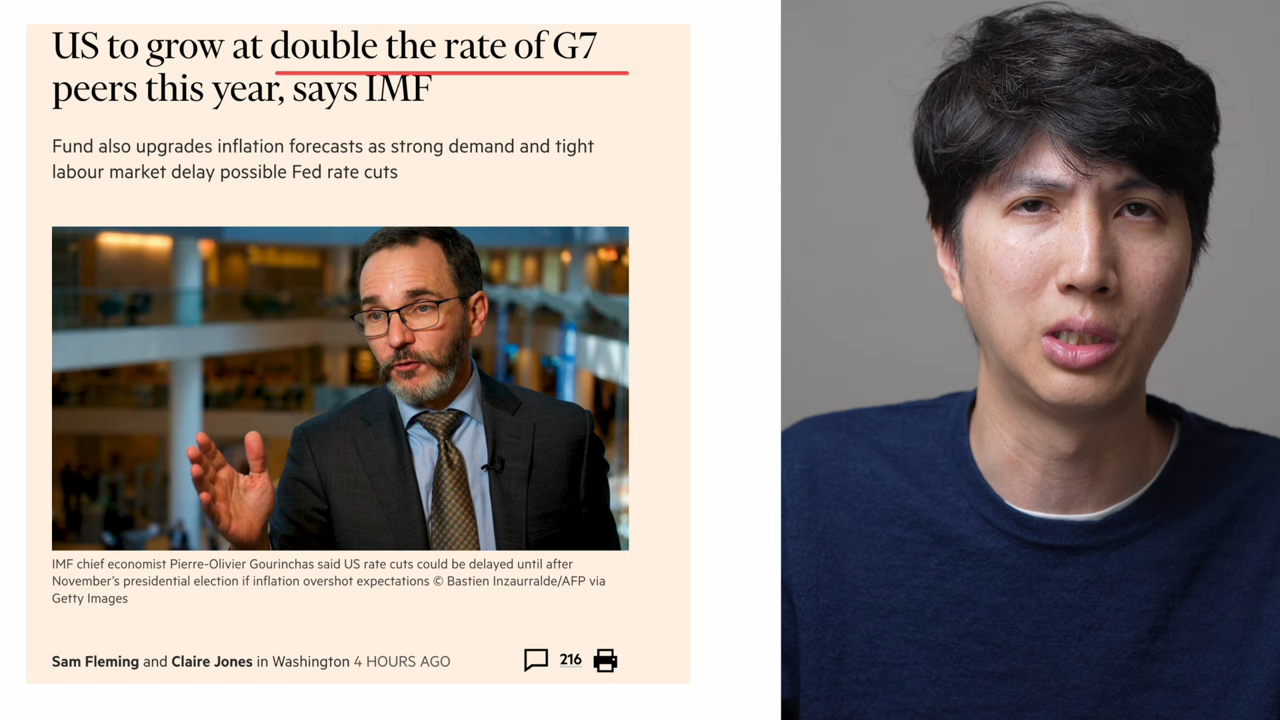 US to grow at double the rate of G7
peers this year, says IMF
Fund also upgrades inflation forecasts as strong demand and tight
labour market delay possible Fed rate cuts
IMF chief economist Pierre-Olivier Gourinchas said US rate cuts could be delayed until after
November's presidential election if inflation overshot expectations © Bastien Inzaurralde/AFP via
Getty Images
Sam Fleming and Claire Jones in Washington 4 HOURS AGO
216